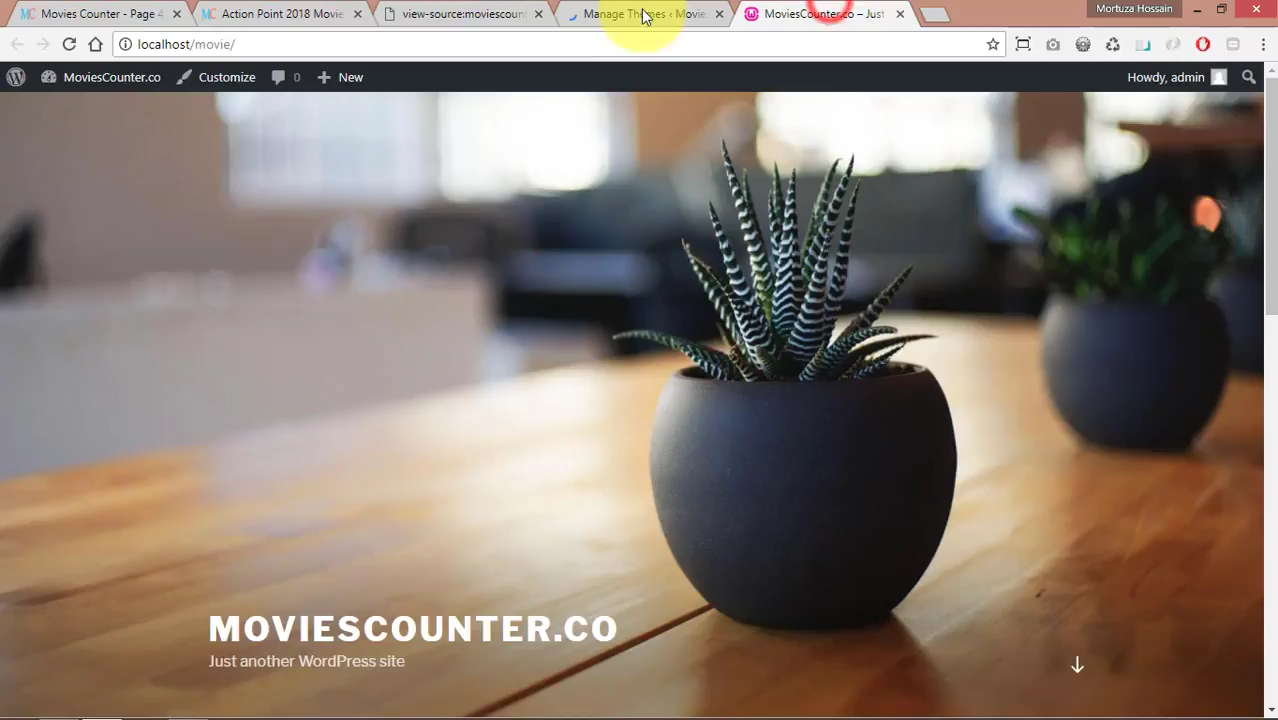 Movies Counter - Page 4
Action Point 2018 Movie
view-source:moviescoun
Manage Themes ‹ Movie
MoviesCounter.co – Just
Mortuza Hossain
localhost/movie/
MoviesCounter.co
Customize
0
New
Howdy, admin
MOVIESCOUNTER.CO
Just another WordPress site